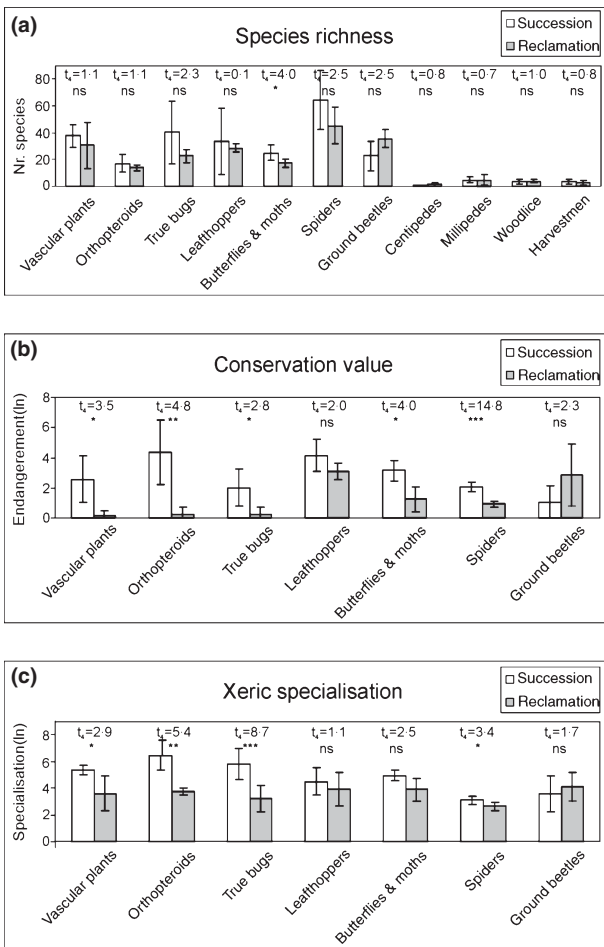 (a)
Species richness
Succession
Reclamation
t₄=1·1 t₄=1·1 t₄=2·3 t₄=0·1 t₄=4·0 t₄=2·5 t₄=2·5 t₄=0·8 t₄=0·7 t₄=1·0 t₄=0·8
ns ns ns ns * ns ns ns ns ns ns
Nr. species
80
60
40
20
0
Vascular plants
Orthopteroids
True bugs
Leafhoppers
Butterflies & moths
Spiders
Ground beetles
Centipedes
Millipedes
Woodlice
Harvestmen
(b)
Conservation value
Succession
Reclamation
t₄=3·5 t₄=4·8 t₄=2·8 t₄=2·0 t₄=4·0 t₄=14·8 t₄=2·3
* ** * ns * *** ns
Endangerement(ln)
8
6
4
2
0
Vascular plants
Orthopteroids
True bugs
Leafhoppers
Butterflies & moths
Spiders
Ground beetles
(c)
Xeric specialisation
Succession
Reclamation
t₄=2·9 t₄=5·4 t₄=8·7 t₄=1·1 t₄=2·5 t₄=3·4 t₄=1·7
* ** *** ns ns * ns
Specialisation(ln)
8
6
4
2
0
Vascular plants
Orthopteroids
True bugs
Leafhoppers
Butterflies & moths
Spiders
Ground beetles